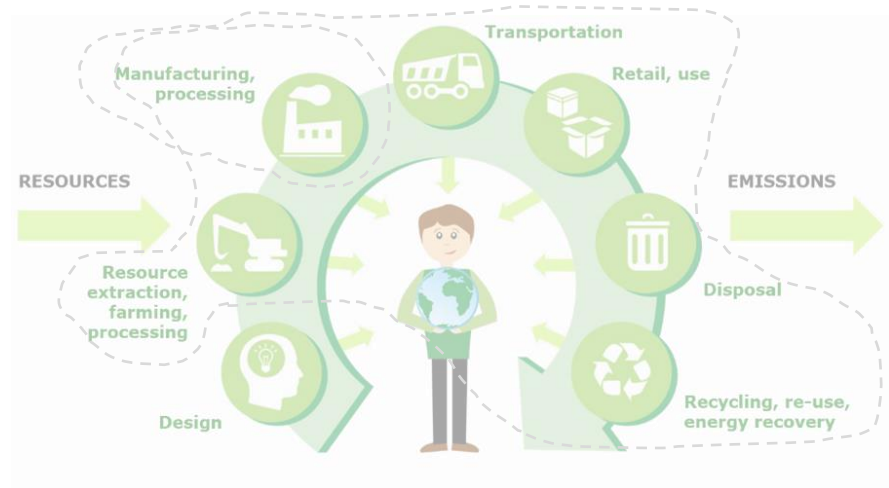 Transportation
Manufacturing,
processing
Retail, use
RESOURCES
EMISSIONS
Resource
extraction,
farming,
processing
Disposal
Design
Recycling, re-use,
energy recovery